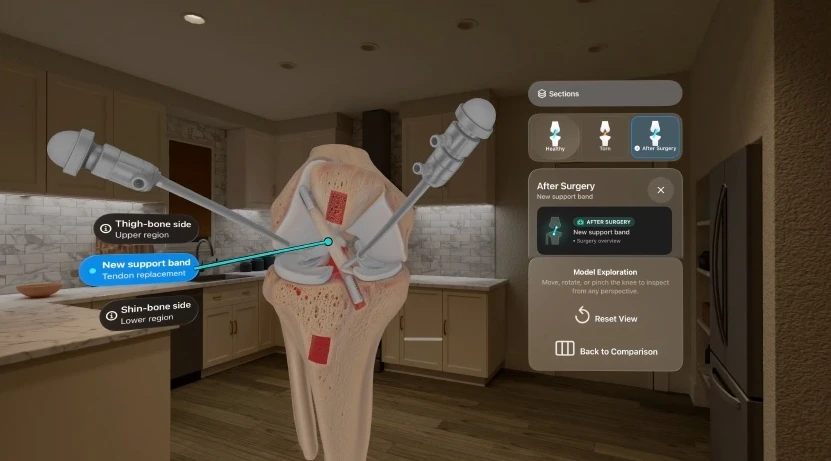 Thigh-bone side
Upper region
New support band
Tendon replacement
Shin-bone side
Lower region
Sections
Healthy
Torn
After Surgery
After Surgery
New support band
AFTER SURGERY
New support band
• Surgery overview
Model Exploration
Move, rotate, or pinch the knee to inspect
from any perspective.
Reset View
Back to Comparison